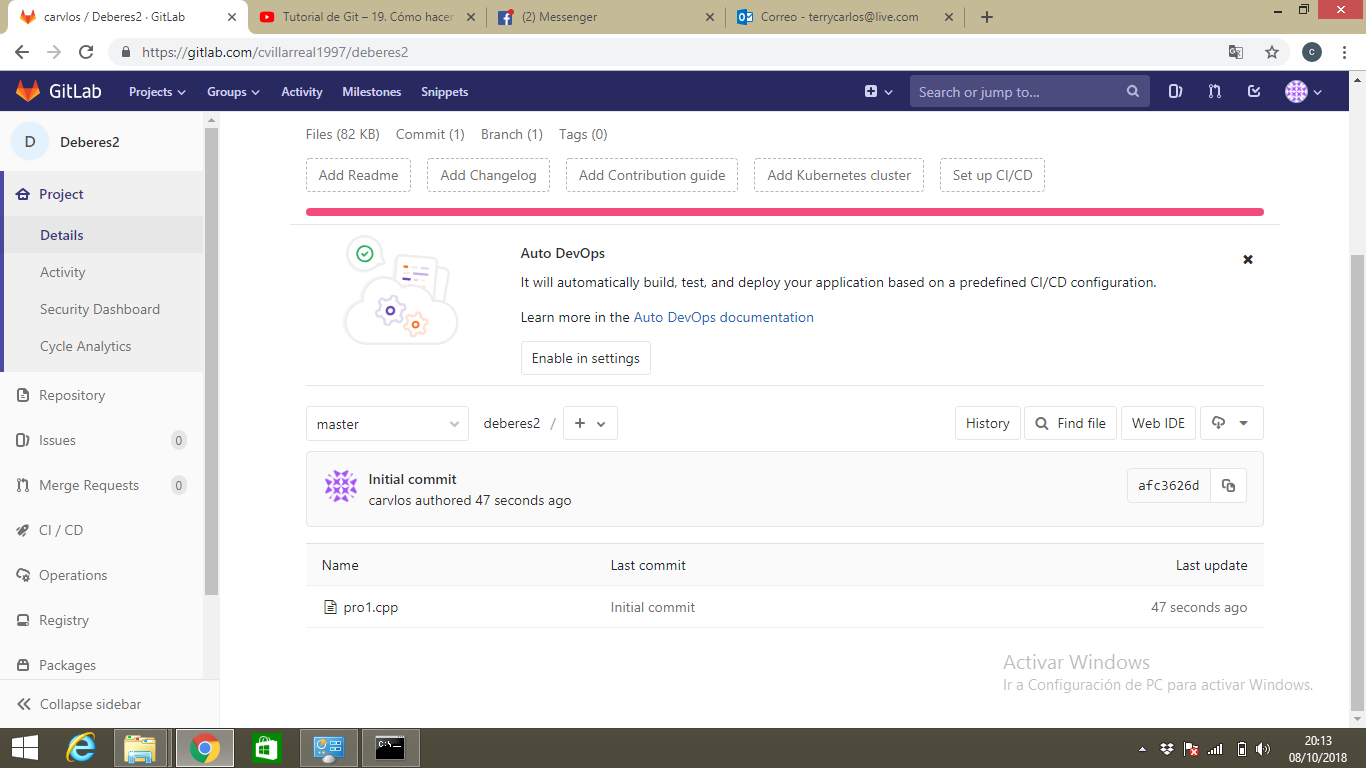 carvlos / Deberes2 · GitLab
Tutorial de Git – 19. Cómo hacer
(2) Messenger
Correo - terrycarlos@live.com
https://gitlab.com/cvillarreal1997/deberes2
c
GitLab
Projects
Groups
Activity
Milestones
Snippets
Search or jump to...
D
Deberes2
Project
Details
Activity
Security Dashboard
Cycle Analytics
Repository
Issues
0
Merge Requests
0
CI / CD
Operations
Registry
Packages
Collapse sidebar
Files (82 KB)
Commit (1)
Branch (1)
Tags (0)
Add Readme
Add Changelog
Add Contribution guide
Add Kubernetes cluster
Set up CI/CD
Auto DevOps
It will automatically build, test, and deploy your application based on a predefined CI/CD configuration.
Learn more in the Auto DevOps documentation
Enable in settings
master
deberes2 /
+
History
Find file
Web IDE
Initial commit
carvlos authored 47 seconds ago
afc3626d
Name
Last commit
Last update
pro1.cpp
Initial commit
47 seconds ago
Activar Windows
Ir a Configuración de PC para activar Windows.
20:13
08/10/2018